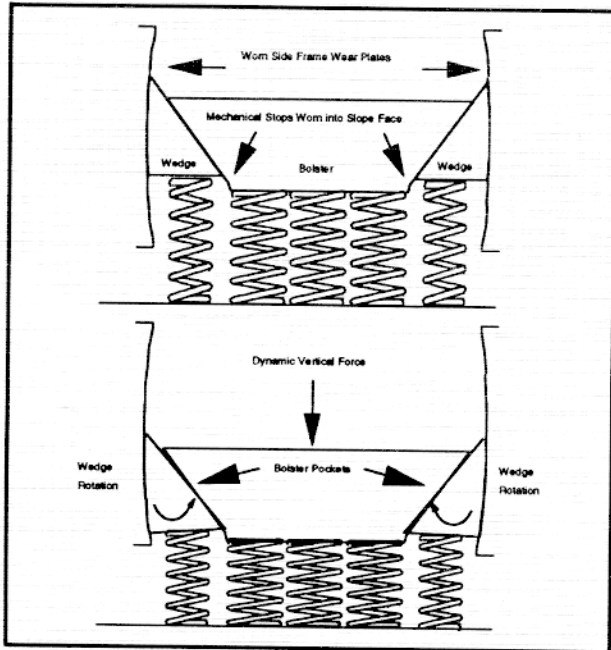 Worn Side Frame Wear Plates
Mechanical Stops Worn into Slope Face
Wedge
Bolster
Wedge
Dynamic Vertical Force
Wedge
Rotation
Bolster Pockets
Wedge
Rotation